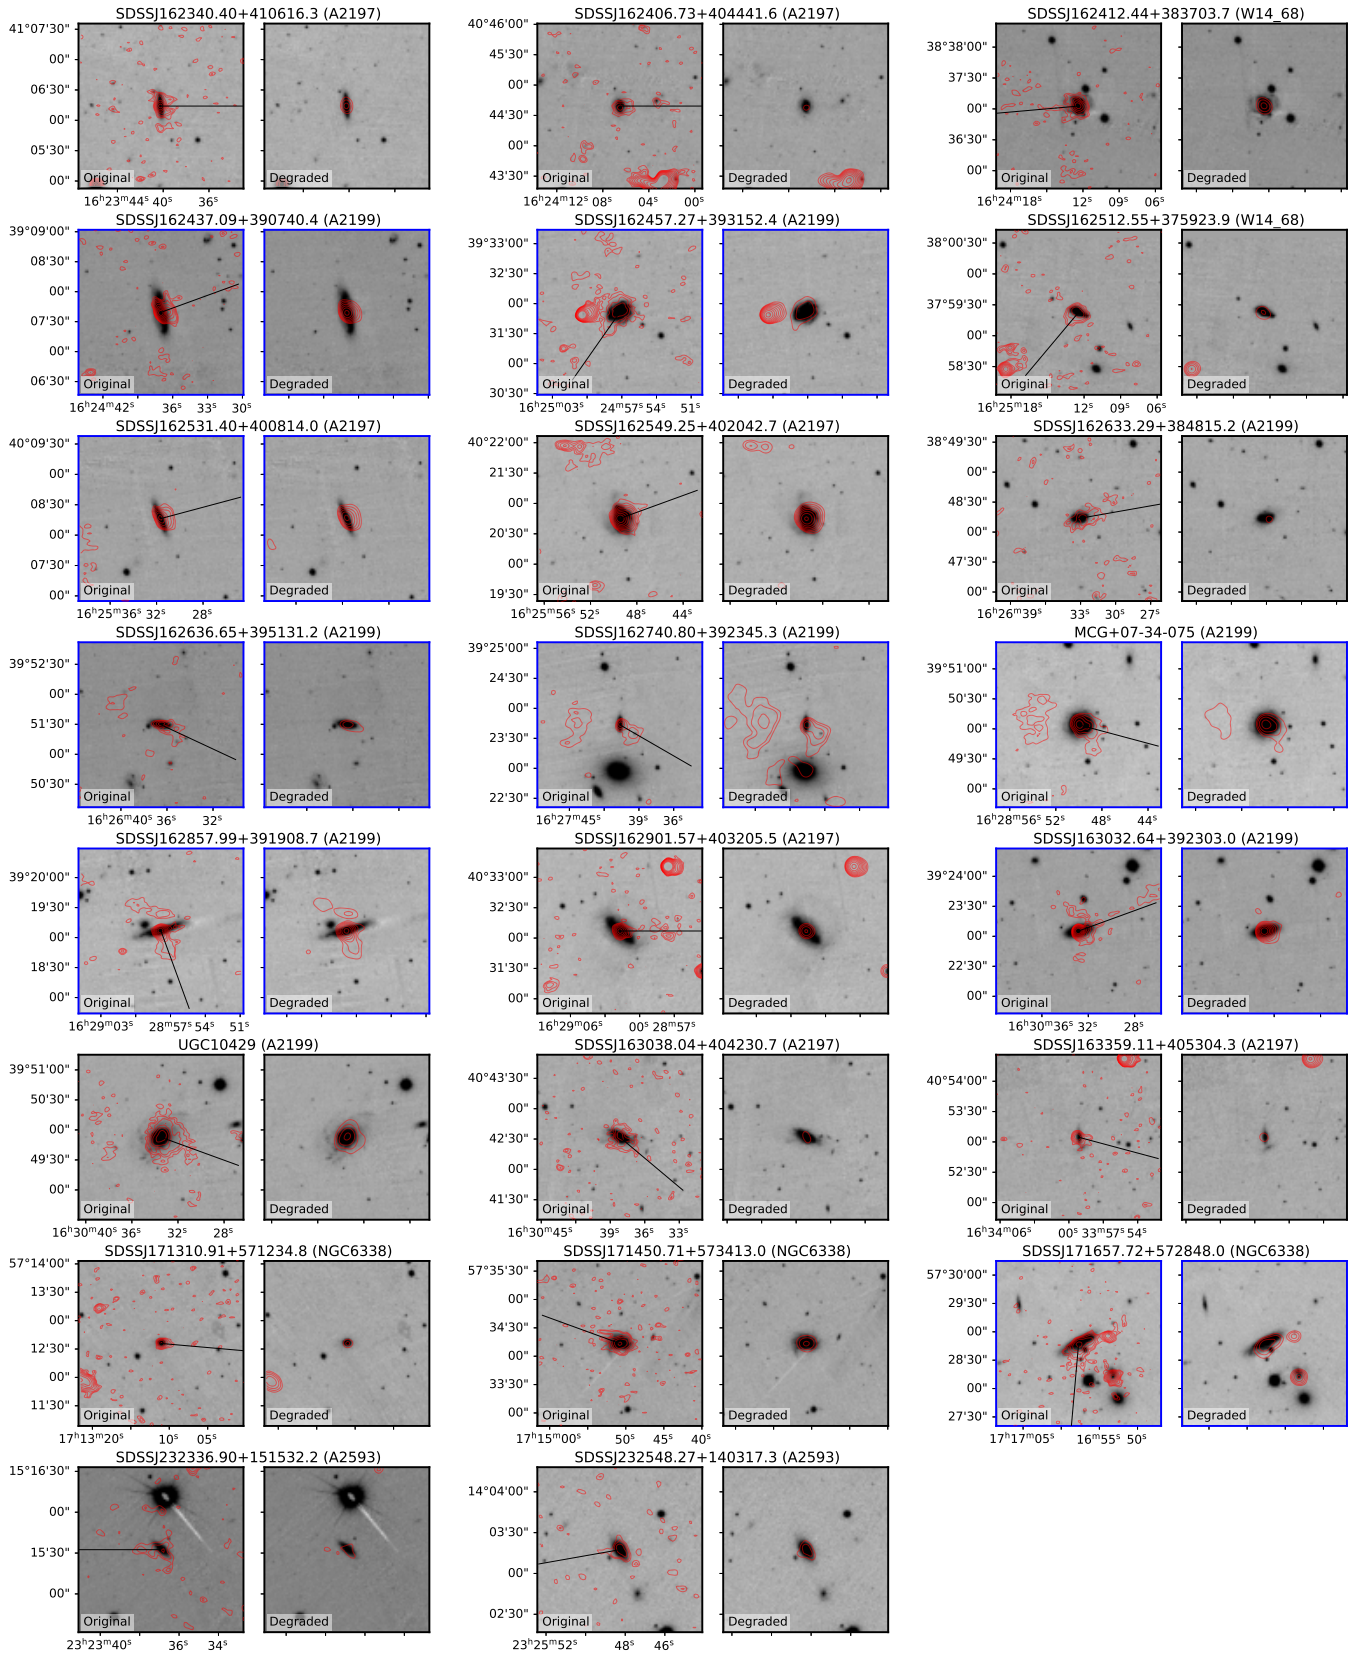 SDSSJ162340.40+410616.3 (A2197)
41°07'30"
00"
06'30"
00"
05'30"
00"
Original
Degraded
16ʰ23ᵐ44ˢ40ˢ 36ˢ
SDSSJ162406.73+404441.6 (A2197)
40°46'00"
45'30"
00"
44'30"
00"
43'30"
Original
Degraded
16ʰ24ᵐ12ˢ08ˢ 04ˢ 00ˢ
SDSSJ162412.44+383703.7 (W14_68)
38°38'00"
37'30"
00"
36'30"
00"
Original
Degraded
16ʰ24ᵐ18ˢ 12ˢ 09ˢ 06ˢ
SDSSJ162437.09+390740.4 (A2199)
39°09'00"
08'30"
00"
07'30"
00"
06'30"
Original
Degraded
16ʰ24ᵐ42ˢ 36ˢ 33ˢ 30ˢ
SDSSJ162457.27+393152.4 (A2199)
39°33'00"
32'30"
00"
31'30"
00"
30'30"
Original
Degraded
16ʰ25ᵐ03ˢ 24ᵐ57ˢ 54ˢ 51ˢ
SDSSJ162512.55+375923.9 (W14_68)
38°00'30"
00"
37°59'30"
00"
58'30"
Original
Degraded
16ʰ25ᵐ18ˢ 12ˢ 09ˢ 06ˢ
SDSSJ162531.40+400814.0 (A2197)
40°09'30"
00"
08'30"
00"
07'30"
00"
Original
Degraded
16ʰ25ᵐ36ˢ 32ˢ 28ˢ
SDSSJ162549.25+402042.7 (A2197)
40°22'00"
21'30"
00"
20'30"
00"
19'30"
Original
Degraded
16ʰ25ᵐ56ˢ 52ˢ 48ˢ 44ˢ
SDSSJ162633.29+384815.2 (A2199)
38°49'30"
00"
48'30"
00"
47'30"
00"
Original
Degraded
16ʰ26ᵐ39ˢ 33ˢ 30ˢ 27ˢ
SDSSJ162636.65+395131.2 (A2199)
39°52'30"
00"
51'30"
00"
50'30"
Original
Degraded
16ʰ26ᵐ40ˢ 36ˢ 32ˢ
SDSSJ162740.80+392345.3 (A2199)
39°25'00"
24'30"
00"
23'30"
00"
22'30"
Original
Degraded
16ʰ27ᵐ45ˢ 39ˢ 36ˢ
MCG+07-34-075 (A2199)
39°51'00"
50'30"
00"
49'30"
00"
Original
Degraded
16ʰ28ᵐ56ˢ 52ˢ 48ˢ 44ˢ
SDSSJ162857.99+391908.7 (A2199)
39°20'00"
19'30"
00"
18'30"
00"
Original
Degraded
16ʰ29ᵐ03ˢ 28ᵐ57ˢ 54ˢ 51ˢ
SDSSJ162901.57+403205.5 (A2197)
40°33'00"
32'30"
00"
31'30"
00"
Original
Degraded
16ʰ29ᵐ06ˢ 00ˢ 28ᵐ57ˢ
SDSSJ163032.64+392303.0 (A2199)
39°24'00"
23'30"
00"
22'30"
00"
Original
Degraded
16ʰ30ᵐ36ˢ 32ˢ 28ˢ
UGC10429 (A2199)
39°51'00"
50'30"
00"
49'30"
00"
Original
Degraded
16ʰ30ᵐ40ˢ 36ˢ 32ˢ 28ˢ
SDSSJ163038.04+404230.7 (A2197)
40°43'30"
00"
42'30"
00"
41'30"
Original
Degraded
16ʰ30ᵐ45ˢ 39ˢ 36ˢ 33ˢ
SDSSJ163359.11+405304.3 (A2197)
40°54'00"
53'30"
00"
52'30"
00"
Original
Degraded
16ʰ34ᵐ06ˢ 00ˢ 33ᵐ57ˢ 54ˢ
SDSSJ171310.91+571234.8 (NGC6338)
57°14'00"
13'30"
00"
12'30"
00"
11'30"
Original
Degraded
17ʰ13ᵐ20ˢ 10ˢ 05ˢ
SDSSJ171450.71+573413.0 (NGC6338)
57°35'30"
00"
34'30"
00"
33'30"
00"
Original
Degraded
17ʰ15ᵐ00ˢ 50ˢ 45ˢ 40ˢ
SDSSJ171657.72+572848.0 (NGC6338)
57°30'00"
29'30"
00"
28'30"
00"
27'30"
Original
Degraded
17ʰ17ᵐ05ˢ 16ᵐ55ˢ 50ˢ
SDSSJ232336.90+151532.2 (A2593)
15°16'30"
00"
15'30"
00"
Original
Degraded
23ʰ23ᵐ40ˢ 36ˢ 34ˢ
SDSSJ232548.27+140317.3 (A2593)
14°04'00"
03'30"
00"
02'30"
Original
Degraded
23ʰ25ᵐ52ˢ 48ˢ 46ˢ